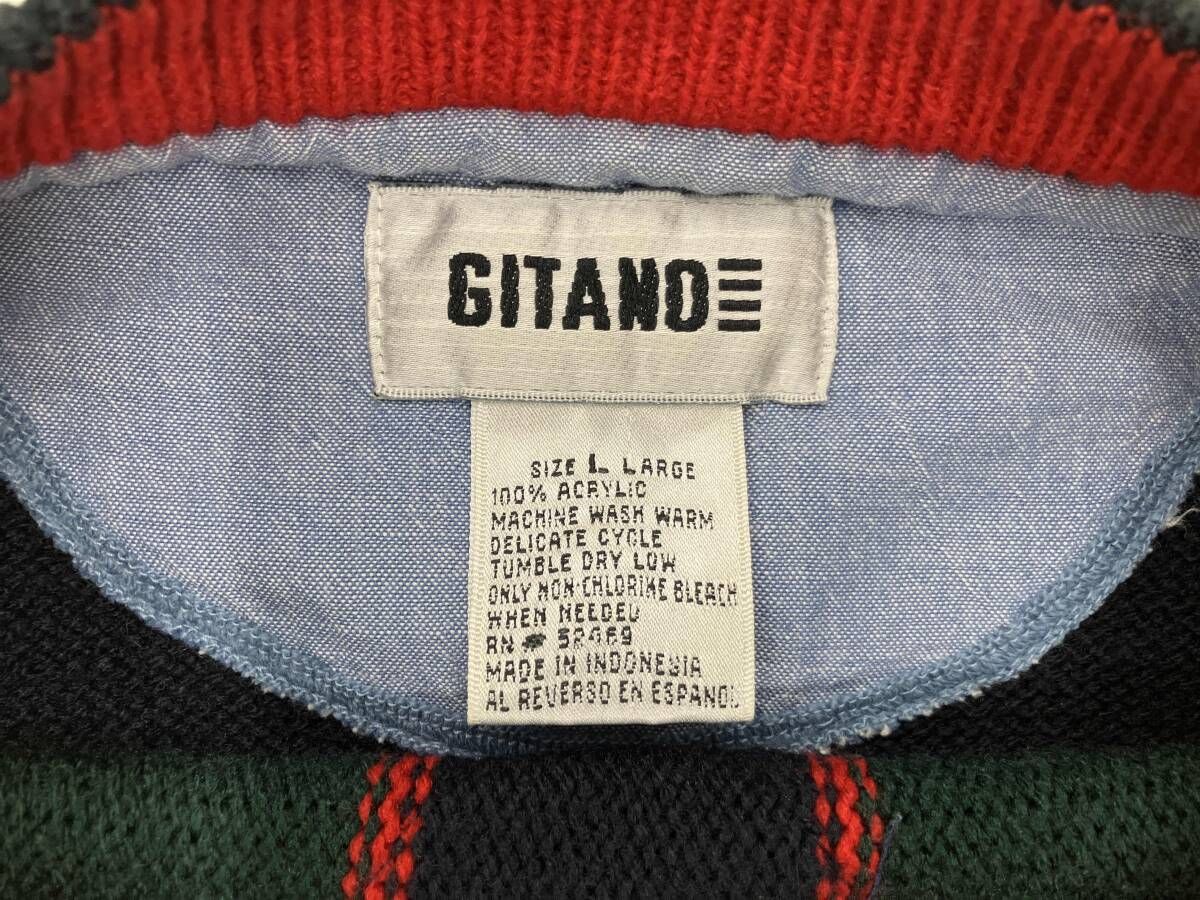 GITANO
SIZE L LARGE
100% ACRYLIC
MACHINE WASH WARM
DELICATE CYCLE
TUMBLE DRY LOW
ONLY NON-CHLORINE BLEACH
WHEN NEEDED
RN # 52469
MADE IN INDONESIA
AL REVERSO EN ESPANOL